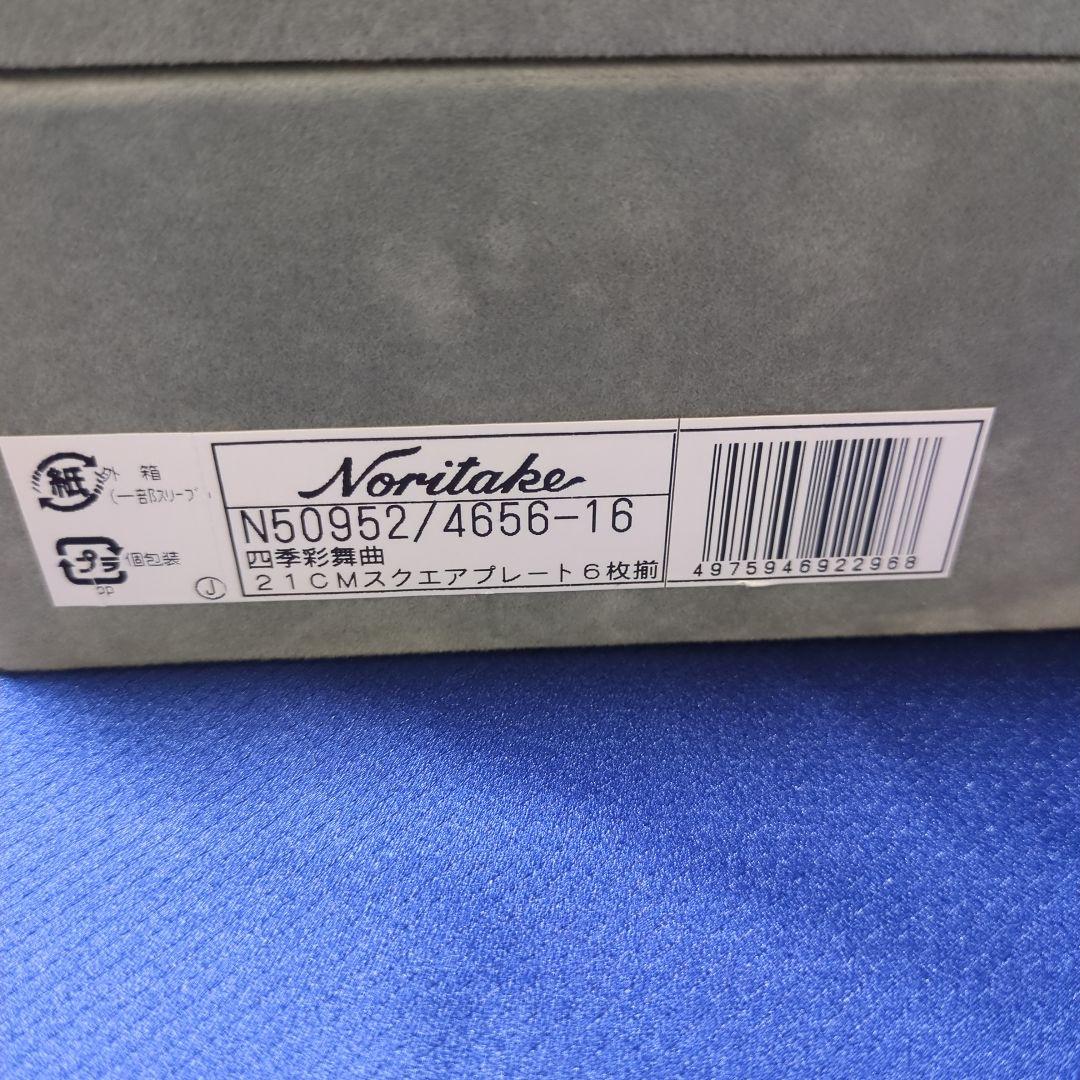 紙 外箱
(一部スリーブ
プラ 個包装
PP
J
Noritake
N50952/4656-16
四季彩舞曲
21CMスクエアプレート6枚揃
4975946922968